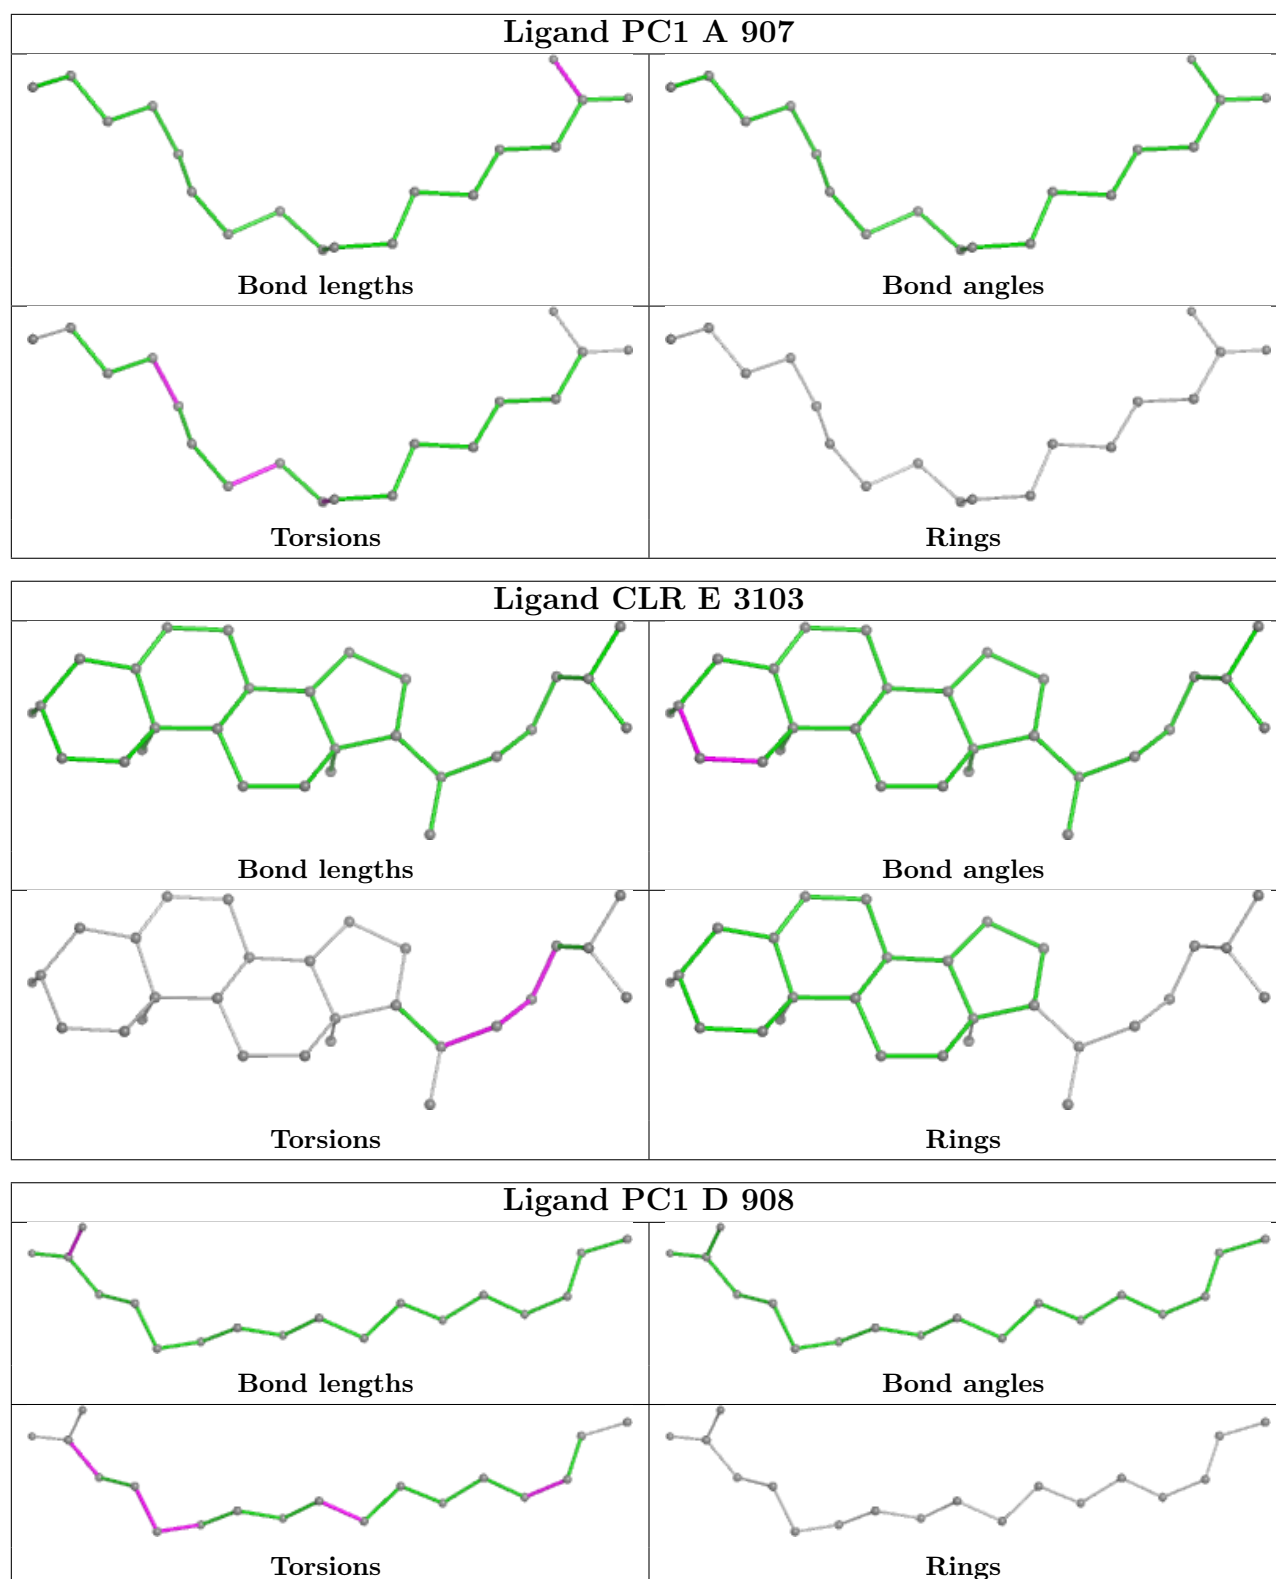 Ligand PC1 A 907
Bond lengths
Bond angles
Torsions
Rings
Ligand CLR E 3103
Bond lengths
Bond angles
Torsions
Rings
Ligand PC1 D 908
Bond lengths
Bond angles
Torsions
Rings